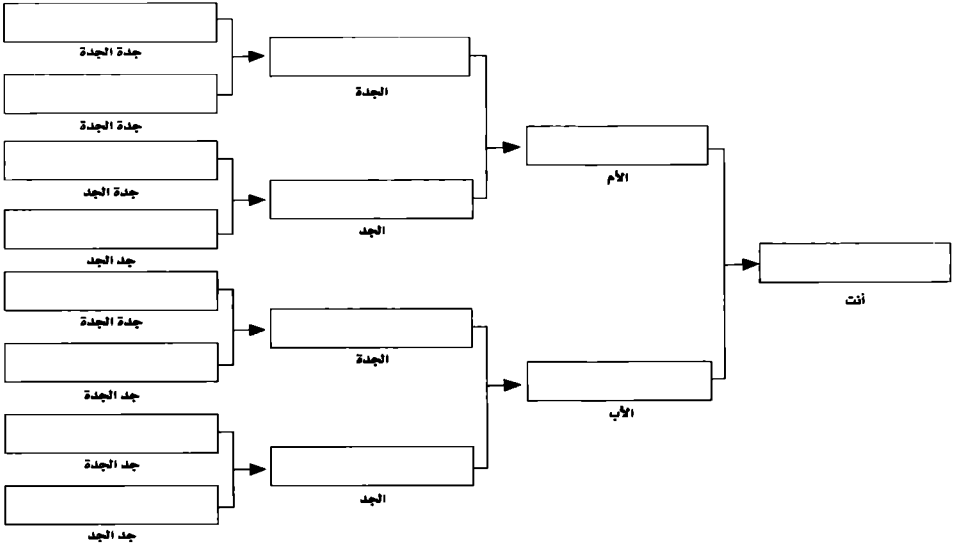 جدة الجدة
الجدة
جدة الجدة
الأم
جدة الجد
الجد
جد الجد
أنت
جدة الجدة
الجدة
جد الجدة
الأب
جد الجدة
الجد
جد الجد